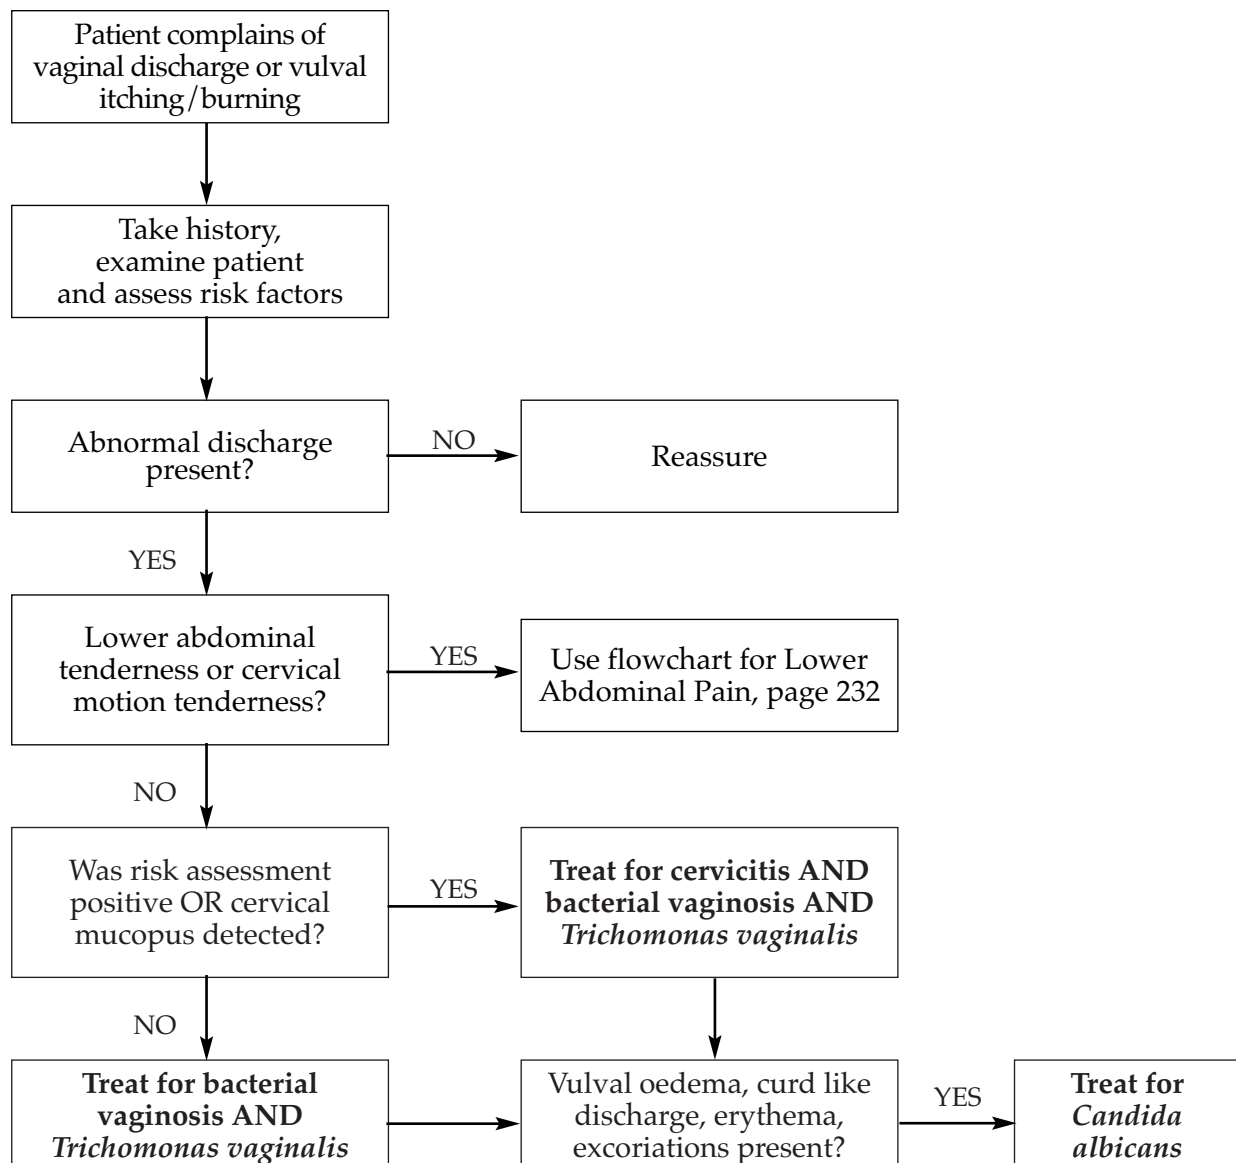 Patient complains of
vaginal discharge or vulval
itching/burning
Take history,
examine patient
and assess risk factors
Abnormal discharge
present?
NO
Reassure
YES
Lower abdominal
tenderness or cervical
motion tenderness?
YES
Use flowchart for Lower
Abdominal Pain, page 232
NO
Was risk assessment
positive OR cervical
mucopus detected?
YES
Treat for cervicitis AND
bacterial vaginosis AND
Trichomonas vaginalis
NO
Treat for bacterial
vaginosis AND
Trichomonas vaginalis
Vulval oedema, curd like
discharge, erythema,
excoriations present?
YES
Treat for
Candida
albicans